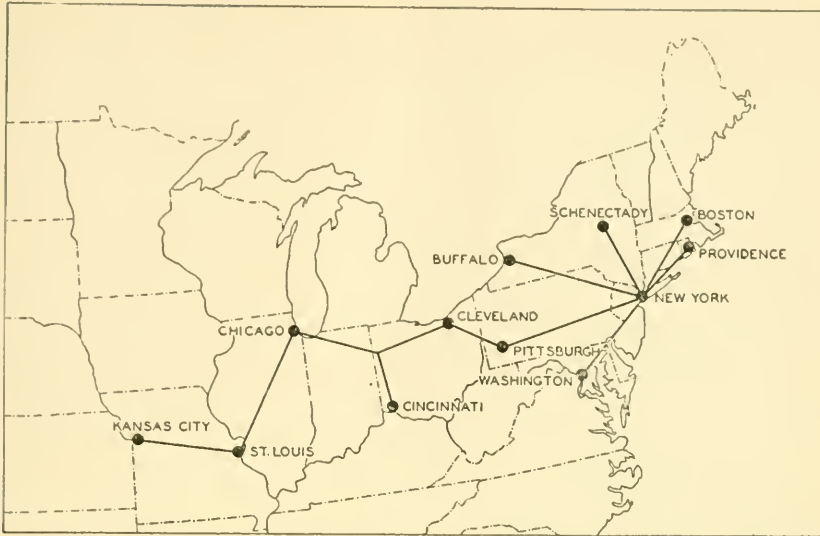 SCHENECTADY
BOSTON
BUFFALO
PROVIDENCE
NEW YORK
CLEVELAND
CHICAGO
PITTSBURGH
WASHINGTON
CINCINNATI
KANSAS CITY
ST. LOUIS